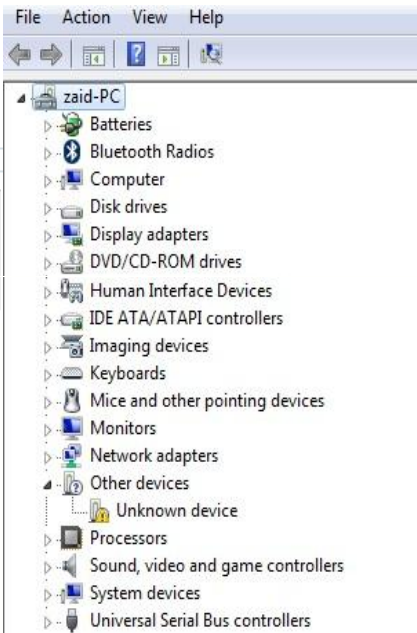 File Action View Help
zaid-PC
Batteries
Bluetooth Radios
Computer
Disk drives
Display adapters
DVD/CD-ROM drives
Human Interface Devices
IDE ATA/ATAPI controllers
Imaging devices
Keyboards
Mice and other pointing devices
Monitors
Network adapters
Other devices
Unknown device
Processors
Sound, video and game controllers
System devices
Universal Serial Bus controllers